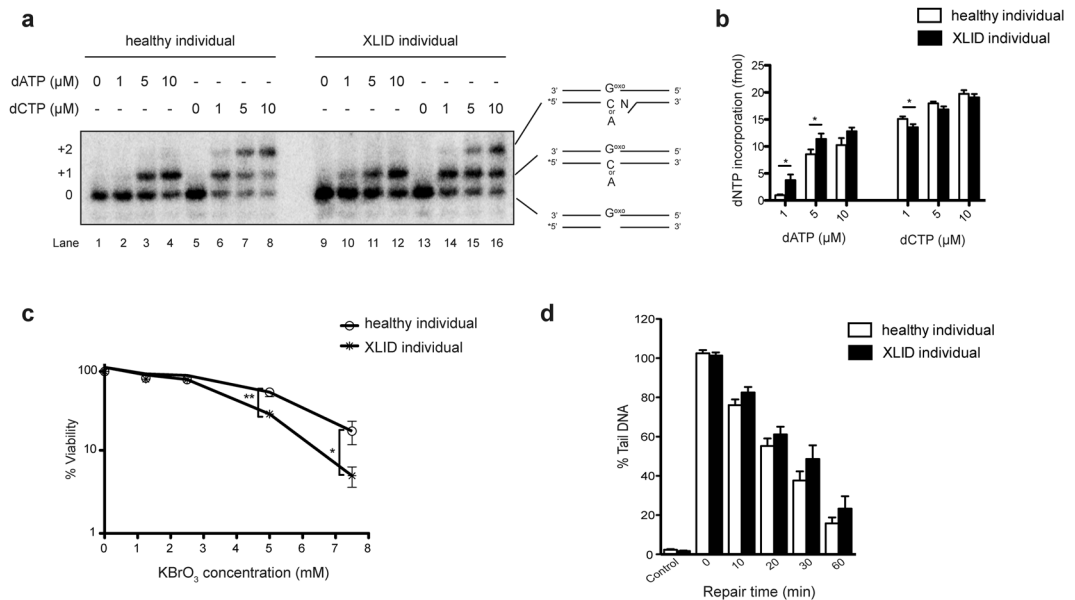 a
healthy individual
XLID individual
dATP (µM) 0 1 5 10 - - - - 0 1 5 10 - - - -
dCTP (µM) - - - - 0 1 5 10 - - - - 0 1 5 10
+2
+1
0
Lane 1 2 3 4 5 6 7 8 9 10 11 12 13 14 15 16
3' Gᵒˣᵒ 5'
*5' C N 3'
or
A
3' Gᵒˣᵒ 5'
*5' C 3'
or
A
3' Gᵒˣᵒ 5'
*5' 3'
b
healthy individual
XLID individual
dNTP incorporation (fmol)
25
20
15
10
5
0
* * *
1 5 10 1 5 10
dATP (µM) dCTP (µM)
c
healthy individual
XLID individual
% Viability
100
10
1
**
*
0 1 2 3 4 5 6 7 8
KBrO₃ concentration (mM)
d
healthy individual
XLID individual
% Tail DNA
120
100
80
60
40
20
0
Control 0 10 20 30 60
Repair time (min)